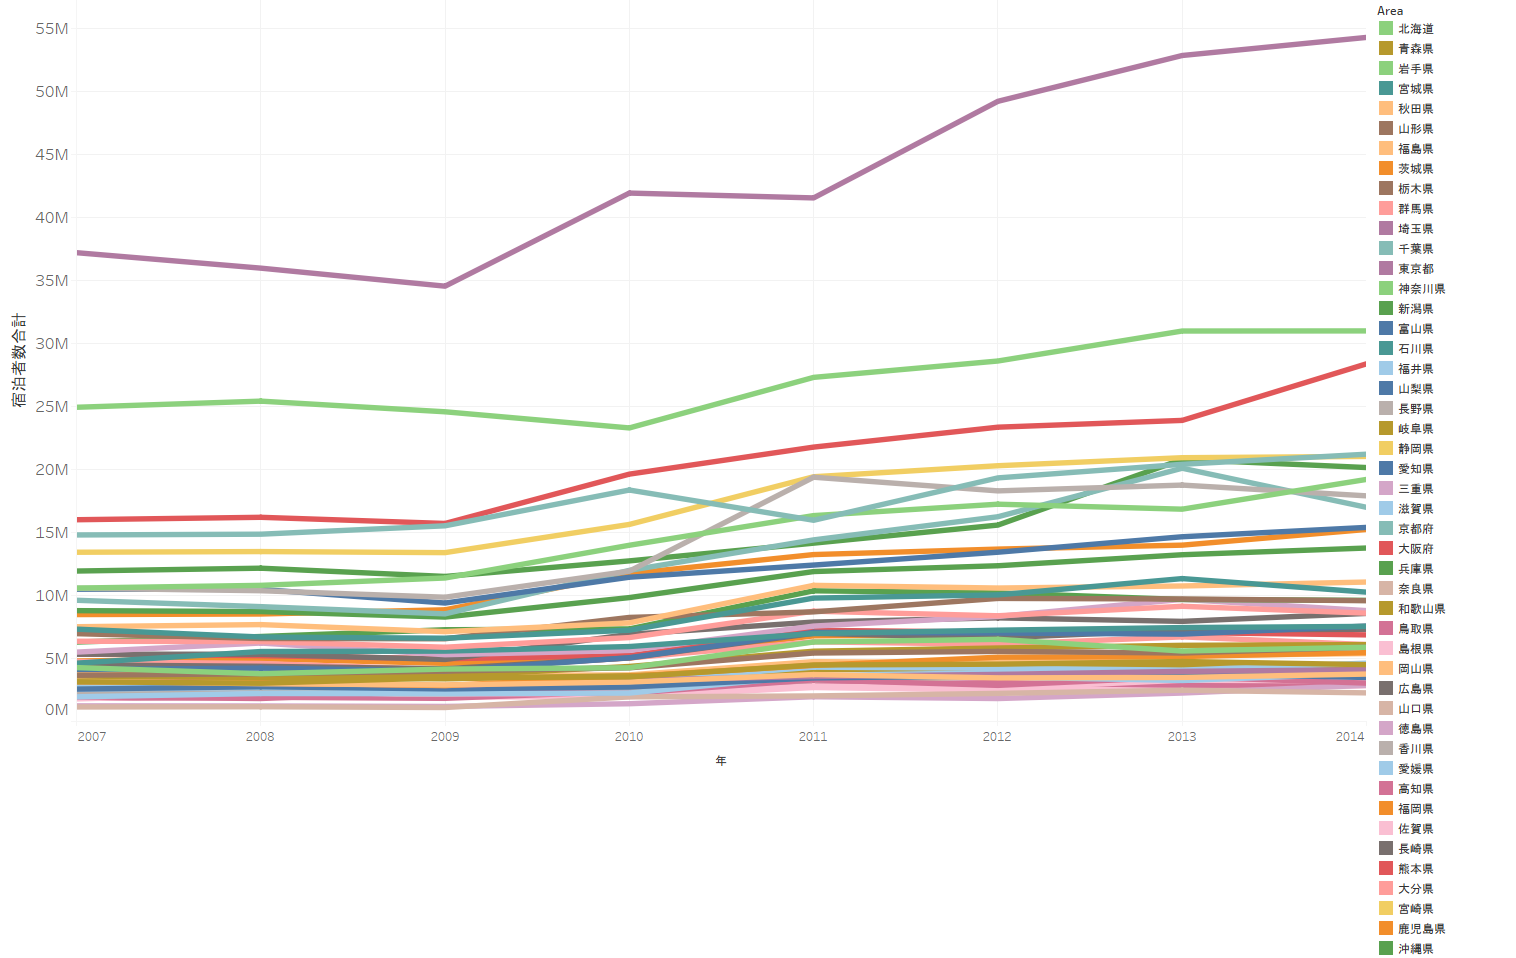 55M
50M
45M
40M
35M
30M
25M
20M
15M
10M
5M
0M
宿泊者数合計
2007 2008 2009 2010 2011 2012 2013 2014
年
Area
北海道
青森県
岩手県
宮城県
秋田県
山形県
福島県
茨城県
栃木県
群馬県
埼玉県
千葉県
東京都
神奈川県
新潟県
富山県
石川県
福井県
山梨県
長野県
岐阜県
静岡県
愛知県
三重県
滋賀県
京都府
大阪府
兵庫県
奈良県
和歌山県
鳥取県
島根県
岡山県
広島県
山口県
徳島県
香川県
愛媛県
高知県
福岡県
佐賀県
長崎県
熊本県
大分県
宮崎県
鹿児島県
沖縄県